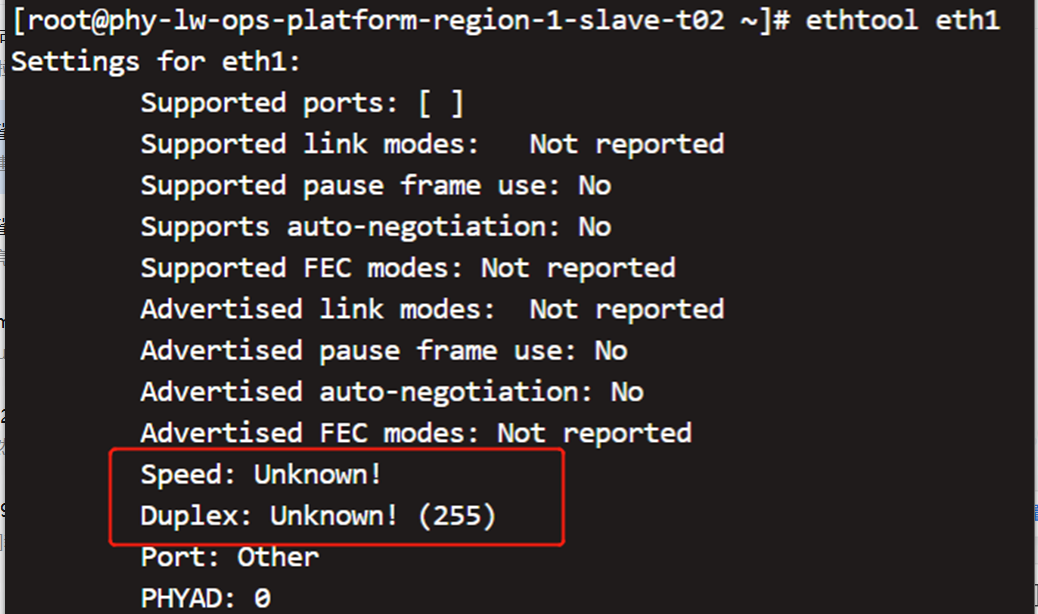 [root@phy-lw-ops-platform-region-1-slave-t02 ~]# ethtool eth1
Settings for eth1:
Supported ports: [ ]
Supported link modes:   Not reported
Supported pause frame use: No
Supports auto-negotiation: No
Supported FEC modes: Not reported
Advertised link modes:  Not reported
Advertised pause frame use: No
Advertised auto-negotiation: No
Advertised FEC modes: Not reported
Speed: Unknown!
Duplex: Unknown! (255)
Port: Other
PHYAD: 0